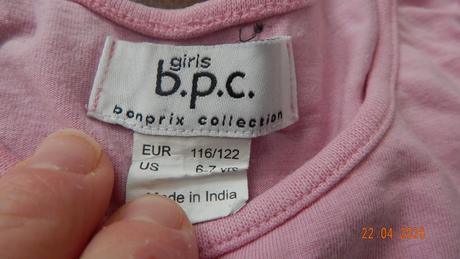 girls
b.p.c.
bonprix collection
EUR 116/122
US 6-7 yrs
Made in India
22 04 2020